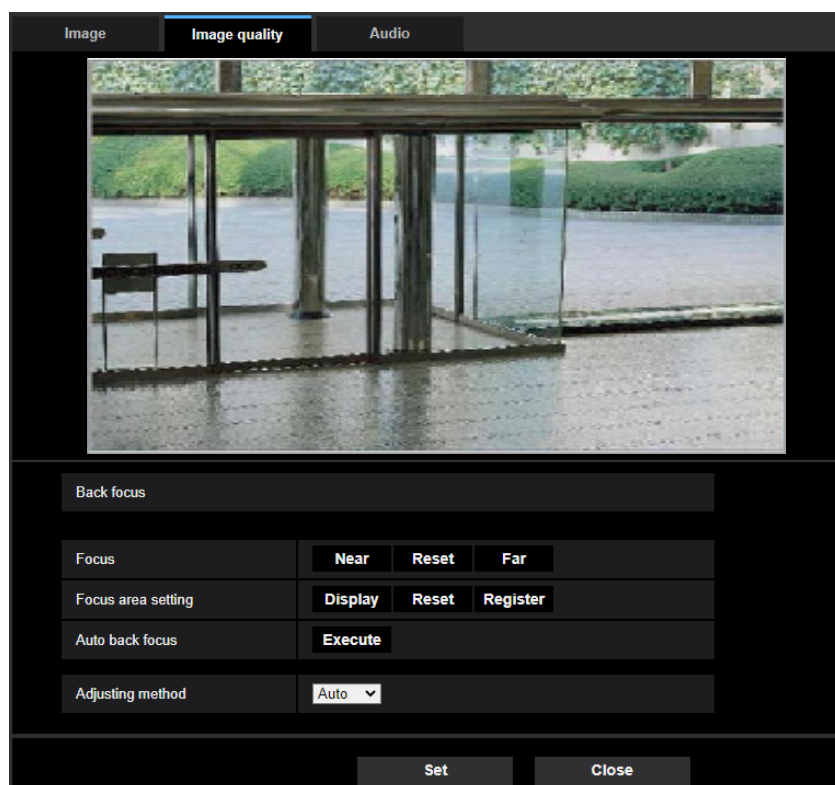 Image Image quality Audio
Back focus
Focus Near Reset Far
Focus area setting Display Reset Register
Auto back focus Execute
Adjusting method Auto
Set Close